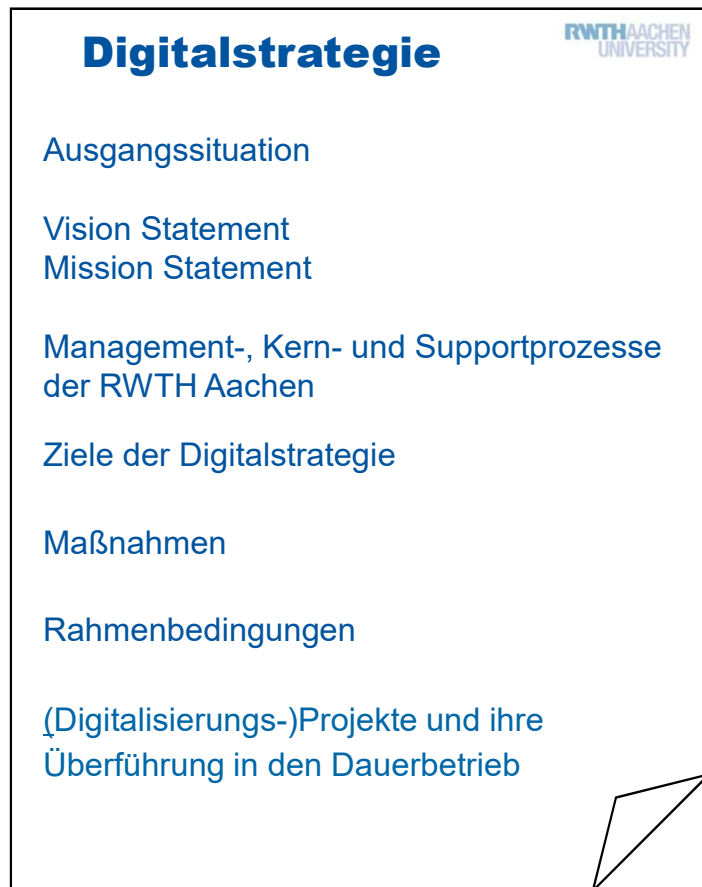 Digitalstrategie
RWTHAACHEN
UNIVERSITY
Ausgangssituation
Vision Statement
Mission Statement
Management-, Kern- und Supportprozesse
der RWTH Aachen
Ziele der Digitalstrategie
Maßnahmen
Rahmenbedingungen
(Digitalisierungs-)Projekte und ihre
Überführung in den Dauerbetrieb